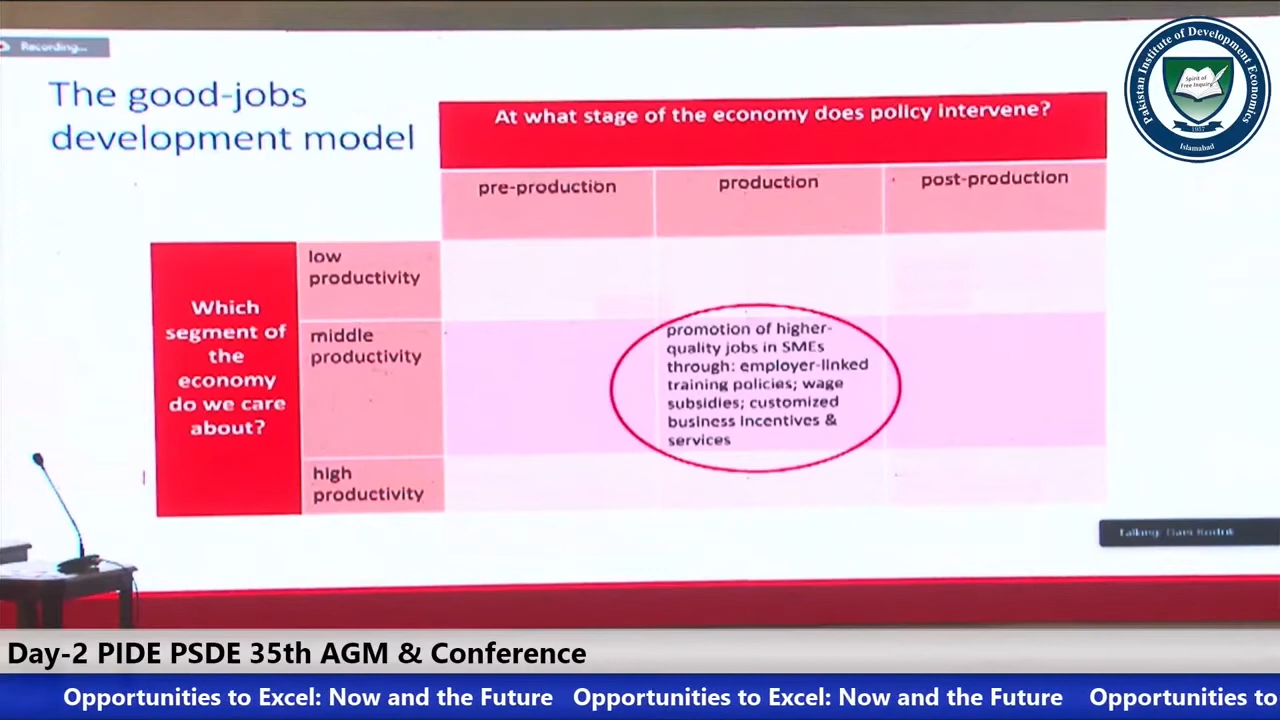 Recording...
The good-jobs
development model
At what stage of the economy does policy intervene?
pre-production
production
post-production
Which
segment of
the
economy
do we care
about?
low
productivity
middle
productivity
high
productivity
promotion of higher-
quality jobs in SMEs
through: employer-linked
training policies; wage
subsidies; customized
business incentives &
services
Pakistan Institute of Development Economics
Spirit of
Free Inquiry
1957
Islamabad
Talking: Dani Rodrik
Day-2 PIDE PSDE 35th AGM & Conference
Opportunities to Excel: Now and the Future Opportunities to Excel: Now and the Future Opportunities to